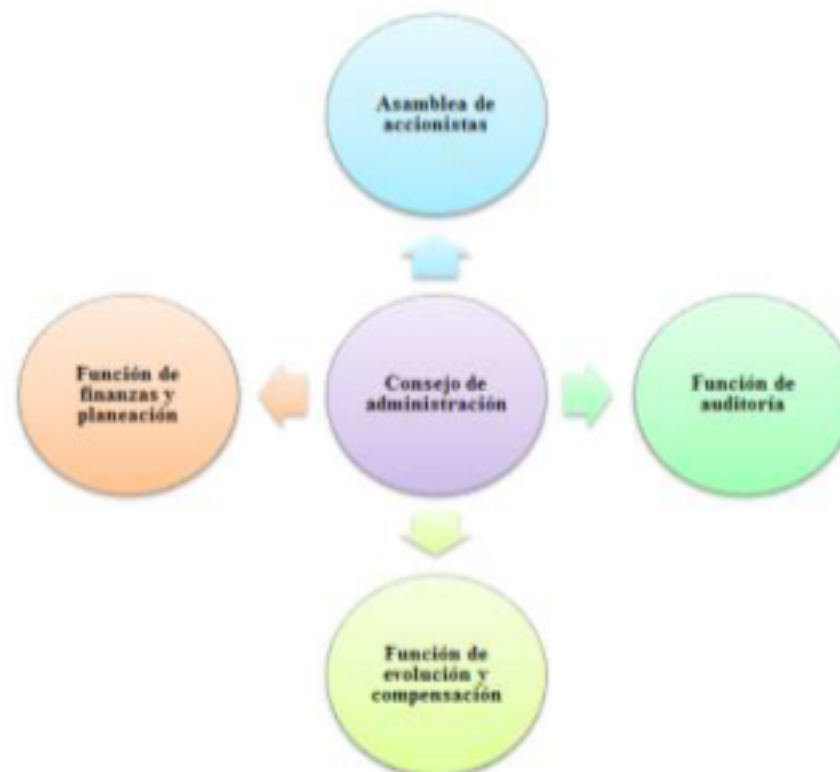 Asamblea de
accionistas
Función de
finanzas y
planeación
Consejo de
administración
Función de
auditoría
Función de
evolución y
compensación